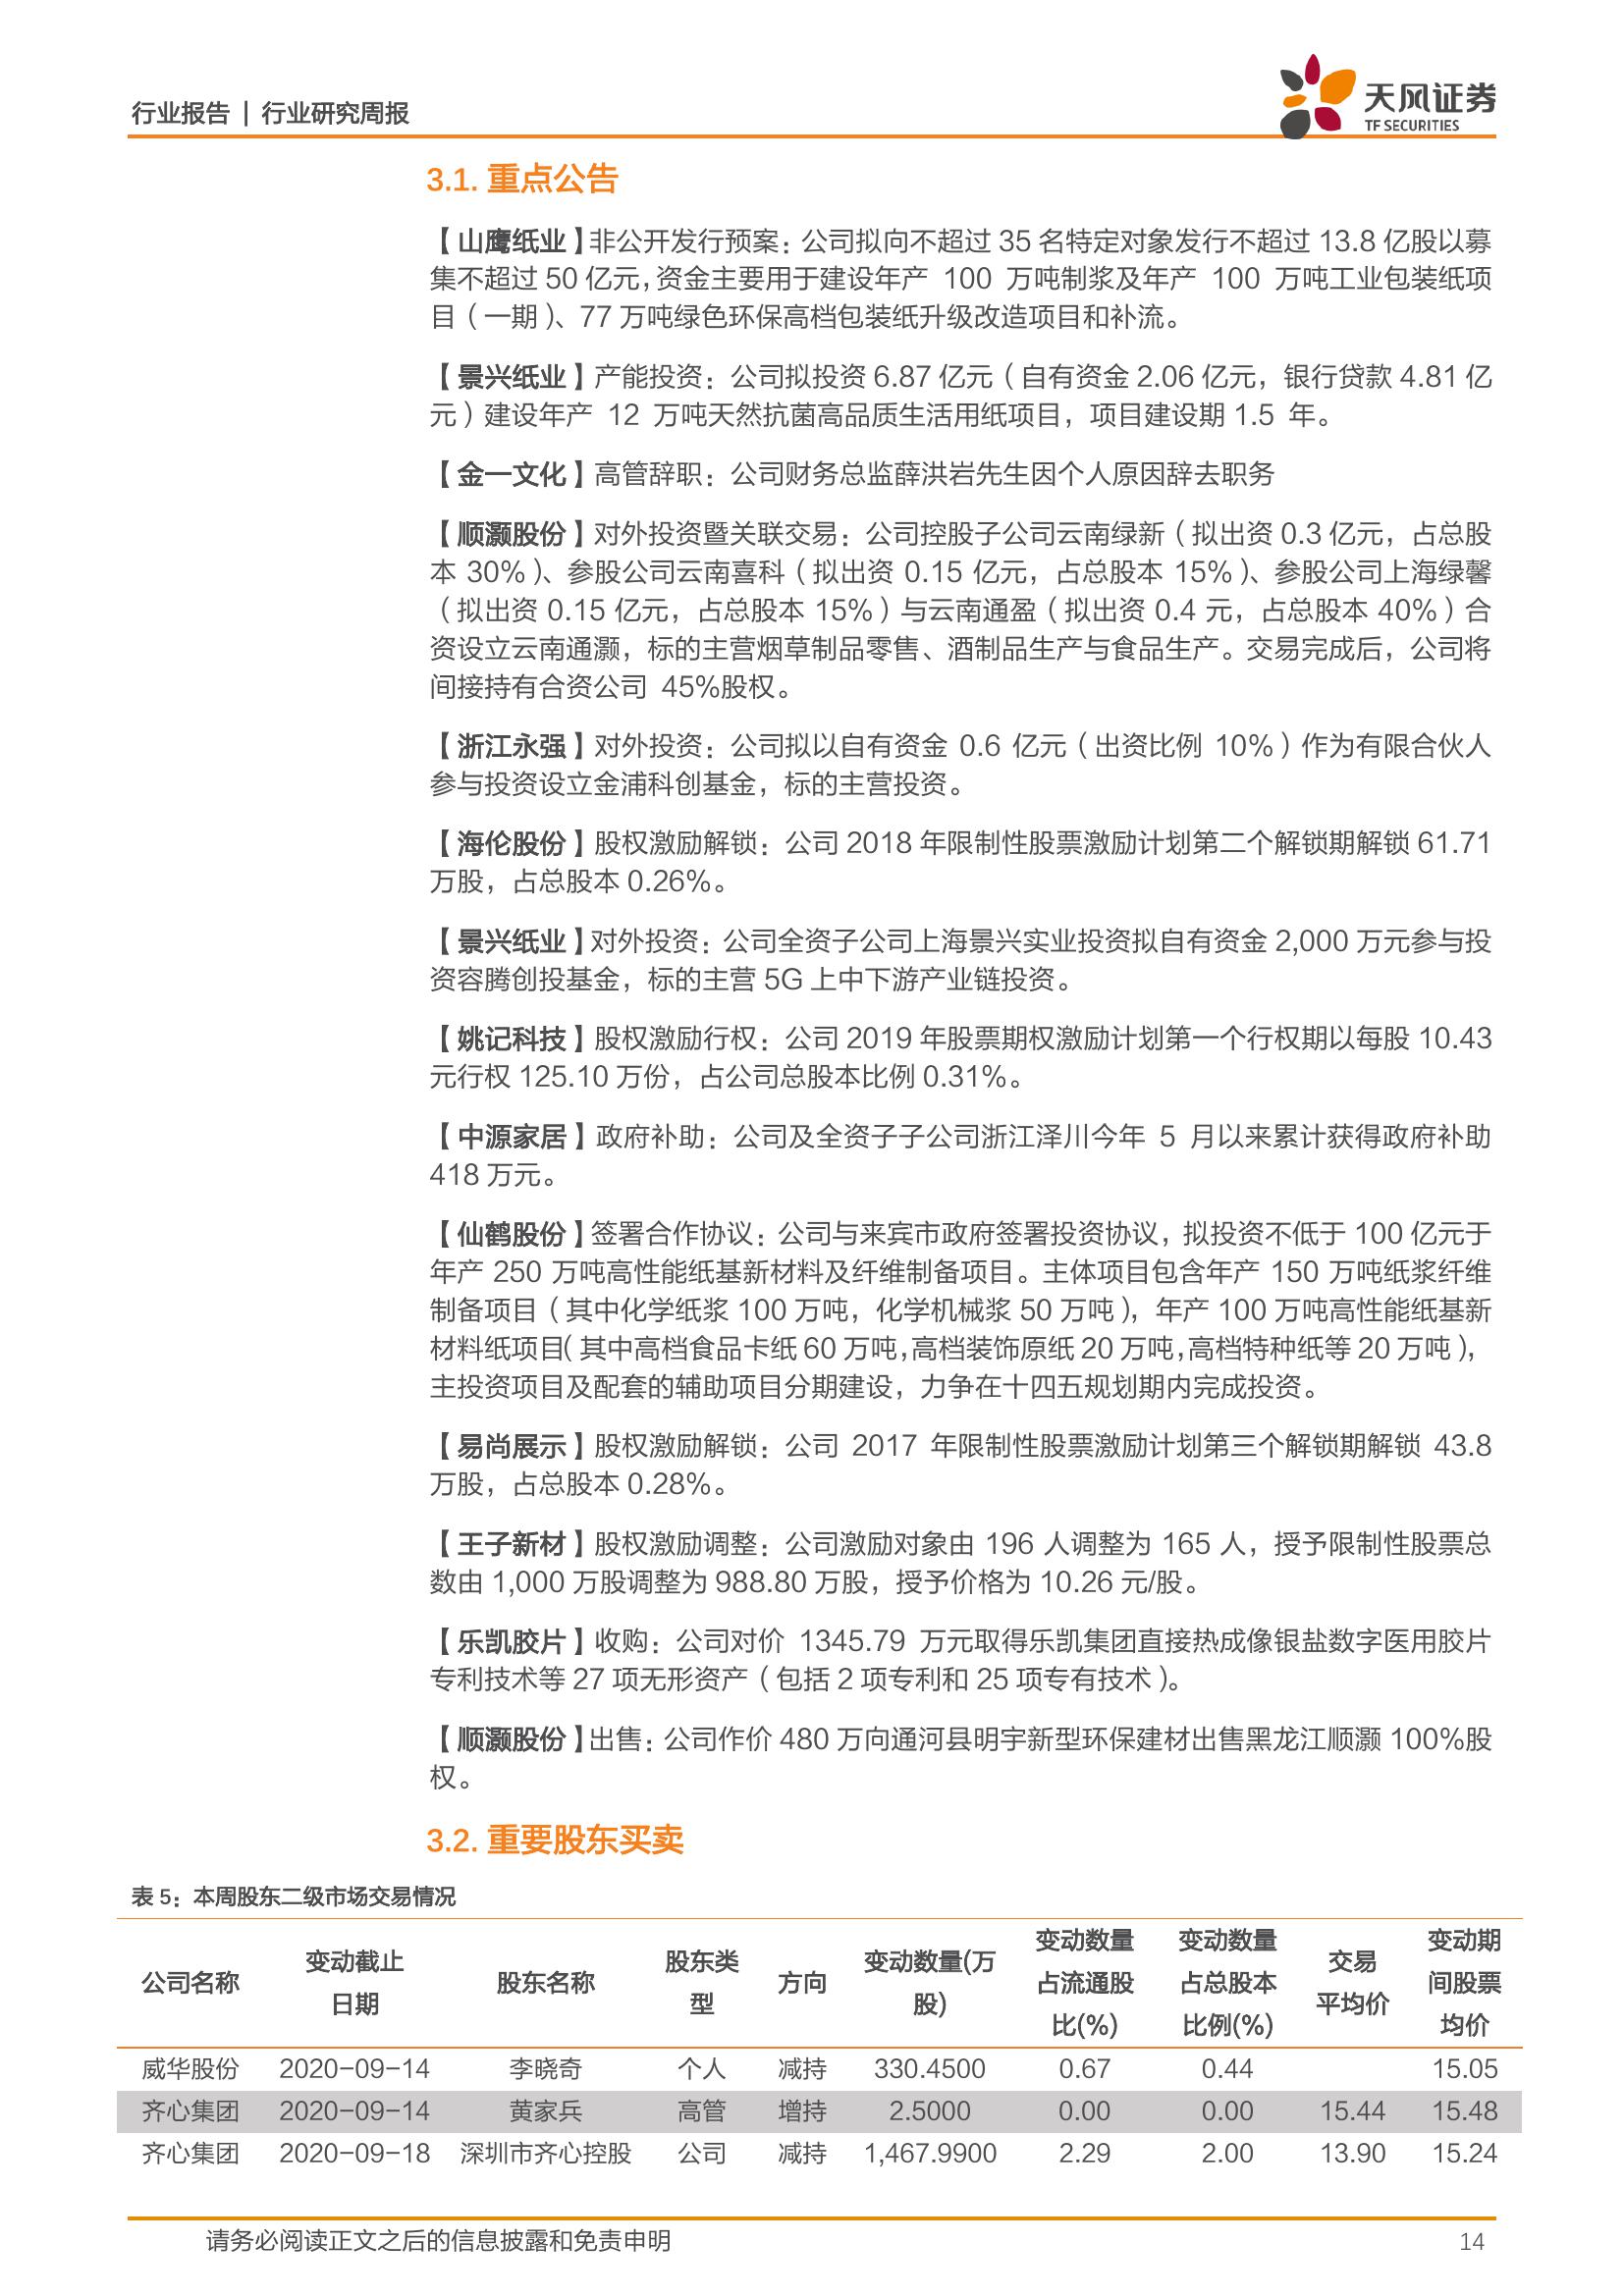 行业报告 | 行业研究周报
天风证券
TF SECURITIES
3.1. 重点公告
【山鹰纸业】非公开发行预案：公司拟向不超过 35 名特定对象发行不超过 13.8 亿股以募
集不超过 50 亿元，资金主要用于建设年产 100 万吨制浆及年产 100 万吨工业包装纸项
目（一期）、77 万吨绿色环保高档包装纸升级改造项目和补流。
【景兴纸业】产能投资：公司拟投资 6.87 亿元（自有资金 2.06 亿元，银行贷款 4.81 亿
元）建设年产 12 万吨天然抗菌高品质生活用纸项目，项目建设期 1.5 年。
【金一文化】高管辞职：公司财务总监薛洪岩先生因个人原因辞去职务
【顺灏股份】对外投资暨关联交易：公司控股子公司云南绿新（拟出资 0.3 亿元，占总股
本 30%）、参股公司云南喜科（拟出资 0.15 亿元，占总股本 15%）、参股公司上海绿馨
（拟出资 0.15 亿元，占总股本 15%）与云南通盈（拟出资 0.4 元，占总股本 40%）合
资设立云南通灏，标的主营烟草制品零售、酒制品生产与食品生产。交易完成后，公司将
间接持有合资公司 45%股权。
【浙江永强】对外投资：公司拟以自有资金 0.6 亿元（出资比例 10%）作为有限合伙人
参与投资设立金浦科创基金，标的主营投资。
【海伦股份】股权激励解锁：公司 2018 年限制性股票激励计划第二个解锁期解锁 61.71
万股，占总股本 0.26%。
【景兴纸业】对外投资：公司全资子公司上海景兴实业投资拟自有资金 2,000 万元参与投
资容腾创投基金，标的主营 5G 上中下游产业链投资。
【姚记科技】股权激励行权：公司 2019 年股票期权激励计划第一个行权期以每股 10.43
元行权 125.10 万份，占公司总股本比例 0.31%。
【中源家居】政府补助：公司及全资子子公司浙江泽川今年 5 月以来累计获得政府补助
418 万元。
【仙鹤股份】签署合作协议：公司与来宾市政府签署投资协议，拟投资不低于 100 亿元于
年产 250 万吨高性能纸基新材料及纤维制备项目。主体项目包含年产 150 万吨纸浆纤维
制备项目（其中化学纸浆 100 万吨，化学机械浆 50 万吨），年产 100 万吨高性能纸基新
材料纸项目（其中高档食品卡纸 60 万吨，高档装饰原纸 20 万吨，高档特种纸等 20 万吨），
主投资项目及配套的辅助项目分期建设，力争在十四五规划期内完成投资。
【易尚展示】股权激励解锁：公司 2017 年限制性股票激励计划第三个解锁期解锁 43.8
万股，占总股本 0.28%。
【王子新材】股权激励调整：公司激励对象由 196 人调整为 165 人，授予限制性股票总
数由 1,000 万股调整为 988.80 万股，授予价格为 10.26 元/股。
【乐凯胶片】收购：公司对价 1345.79 万元取得乐凯集团直接热成像银盐数字医用胶片
专利技术等 27 项无形资产（包括 2 项专利和 25 项专有技术）。
【顺灏股份】出售：公司作价 480 万向通河县明宇新型环保建材出售黑龙江顺灏 100%股
权。
3.2. 重要股东买卖
表 5：本周股东二级市场交易情况
公司名称 变动截止日期 股东名称 股东类型 方向 变动数量(万股) 变动数量占流通股比(%) 变动数量占总股本比例(%) 交易平均价 变动期间股票均价
威华股份 2020-09-14 李晓奇 个人 减持 330.4500 0.67 0.44 15.05
齐心集团 2020-09-14 黄家兵 高管 增持 2.5000 0.00 0.00 15.44 15.48
齐心集团 2020-09-18 深圳市齐心控股 公司 减持 1,467.9900 2.29 2.00 13.90 15.24
请务必阅读正文之后的信息披露和免责申明 14